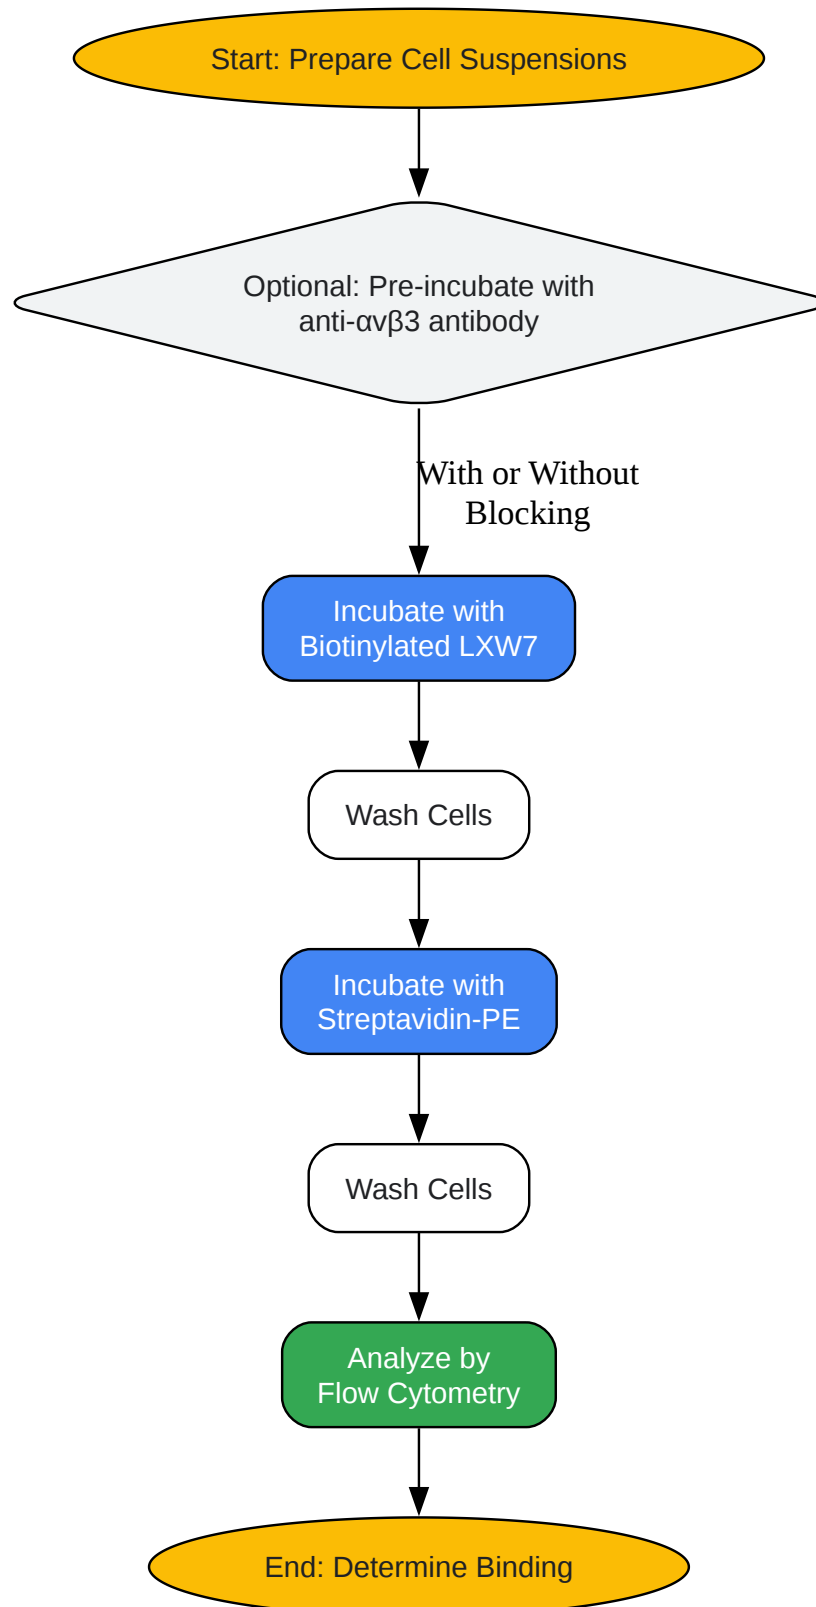 Start: Prepare Cell Suspensions
Optional: Pre-incubate with
anti-αvβ3 antibody
With or Without
Blocking
Incubate with
Biotinylated LXW7
Wash Cells
Incubate with
Streptavidin-PE
Wash Cells
Analyze by
Flow Cytometry
End: Determine Binding